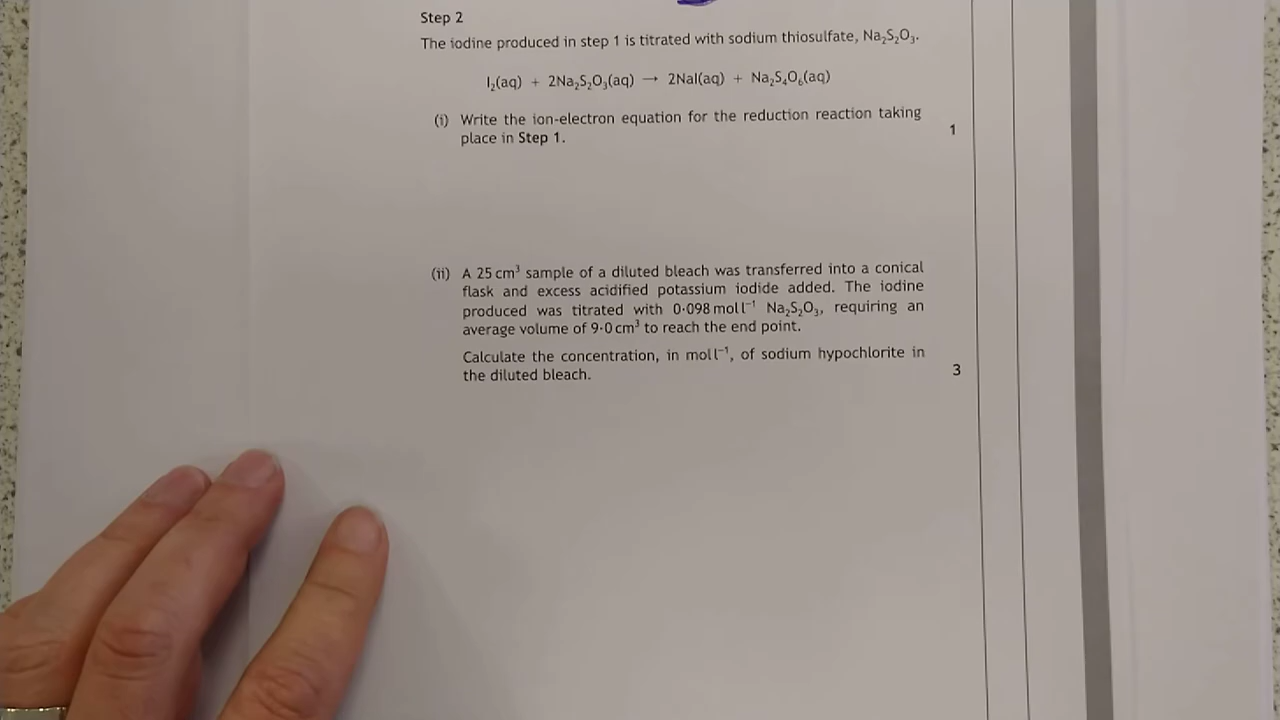 Step 2
The iodine produced in step 1 is titrated with sodium thiosulfate, Na₂S₂O₃.
I₂(aq) + 2Na₂S₂O₃(aq) → 2NaI(aq) + Na₂S₄O₆(aq)
(i) Write the ion-electron equation for the reduction reaction taking
place in Step 1.
1
(ii) A 25 cm³ sample of a diluted bleach was transferred into a conical
flask and excess acidified potassium iodide added. The iodine
produced was titrated with 0·098 mol l⁻¹ Na₂S₂O₃, requiring an
average volume of 9·0 cm³ to reach the end point.
Calculate the concentration, in mol l⁻¹, of sodium hypochlorite in
the diluted bleach.
3